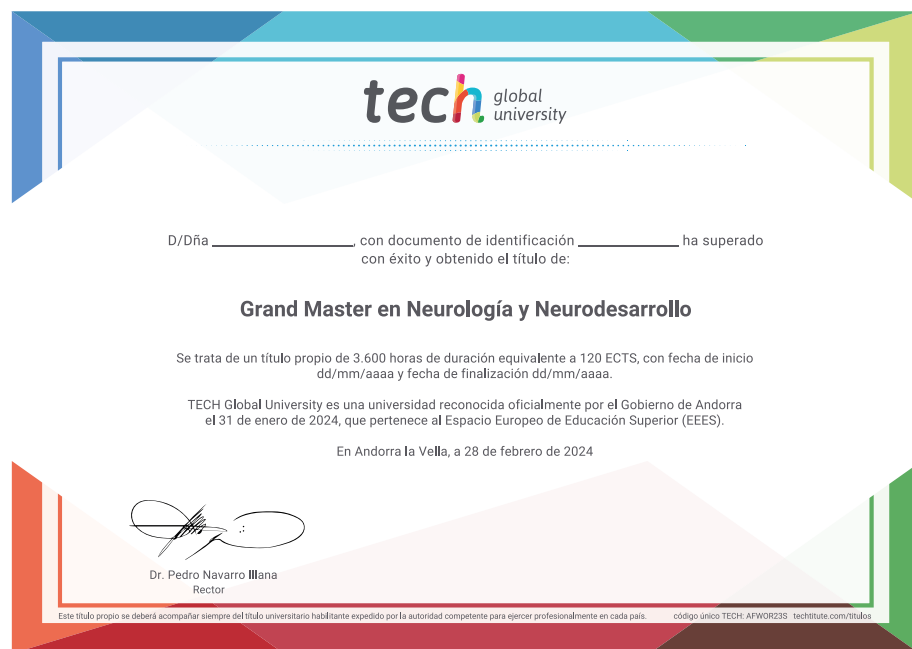 tech global university
D/Dña ____________, con documento de identificación ____________ ha superado
con éxito y obtenido el título de:
Grand Master en Neurología y Neurodesarrollo
Se trata de un título propio de 3.600 horas de duración equivalente a 120 ECTS, con fecha de inicio
dd/mm/aaaa y fecha de finalización dd/mm/aaaa.
TECH Global University es una universidad reconocida oficialmente por el Gobierno de Andorra
el 31 de enero de 2024, que pertenece al Espacio Europeo de Educación Superior (EEES).
En Andorra la Vella, a 28 de febrero de 2024
Dr. Pedro Navarro Illana
Rector
Este título propio se deberá acompañar siempre del título universitario habilitante expedido por la autoridad competente para ejercer profesionalmente en cada país. código único TECH: AFWOR23S techtitute.com/titulos